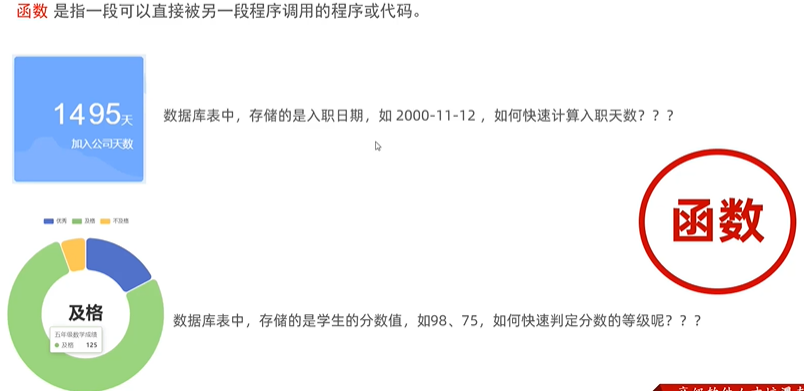 函数 是指一段可以直接被另一段程序调用的程序或代码。
1495天
加入公司天数
数据库表中，存储的是入职日期，如 2000-11-12 ，如何快速计算入职天数？？？
函数
优秀 及格 不及格
及格
五年级数学成绩
及格 125
数据库表中，存储的是学生的分数值，如98、75，如何快速判定分数的等级呢？？？